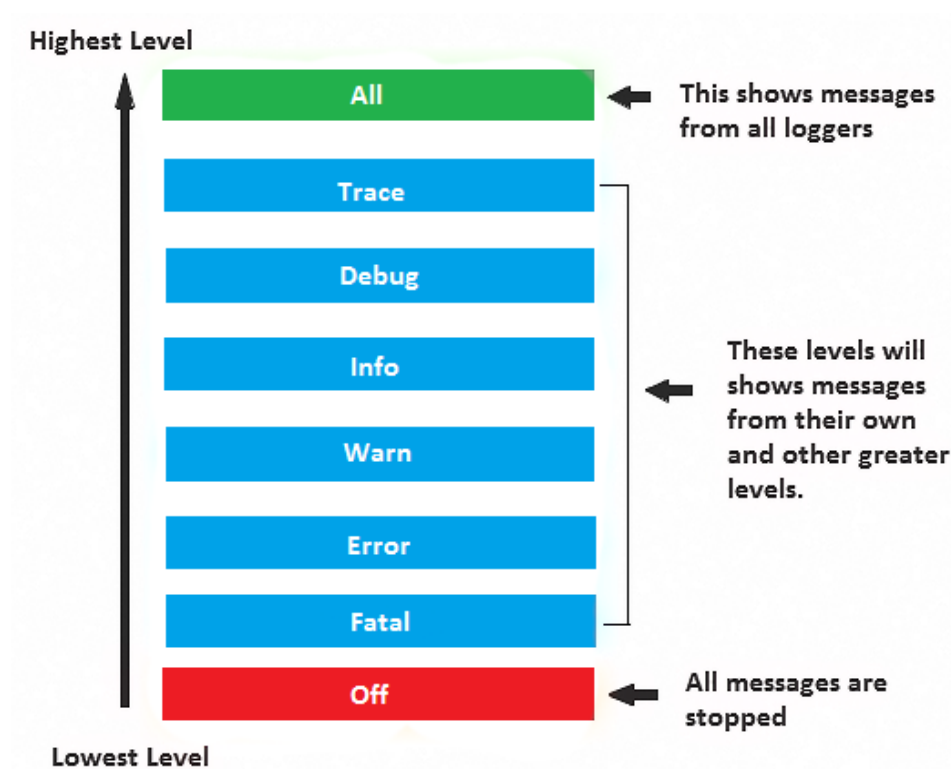 Highest Level
All
This shows messages
from all loggers
Trace
Debug
Info
Warn
Error
Fatal
These levels will
shows messages
from their own
and other greater
levels.
Off
All messages are
stopped
Lowest Level